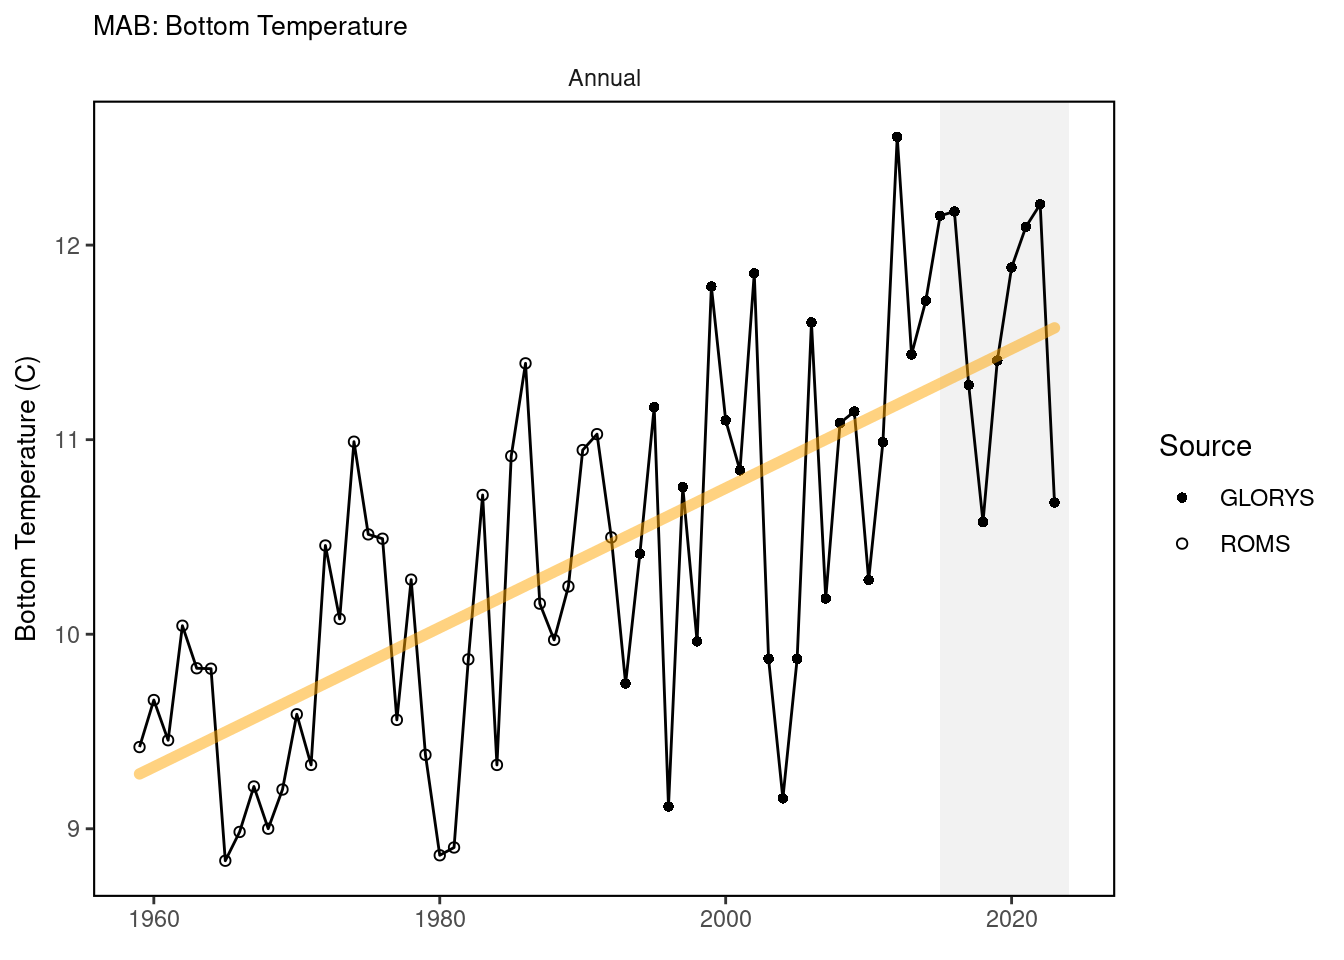 MAB: Bottom Temperature
Annual
Bottom Temperature (C)
12
11
10
9
1960 1980 2000 2020
Source
GLORYS
ROMS